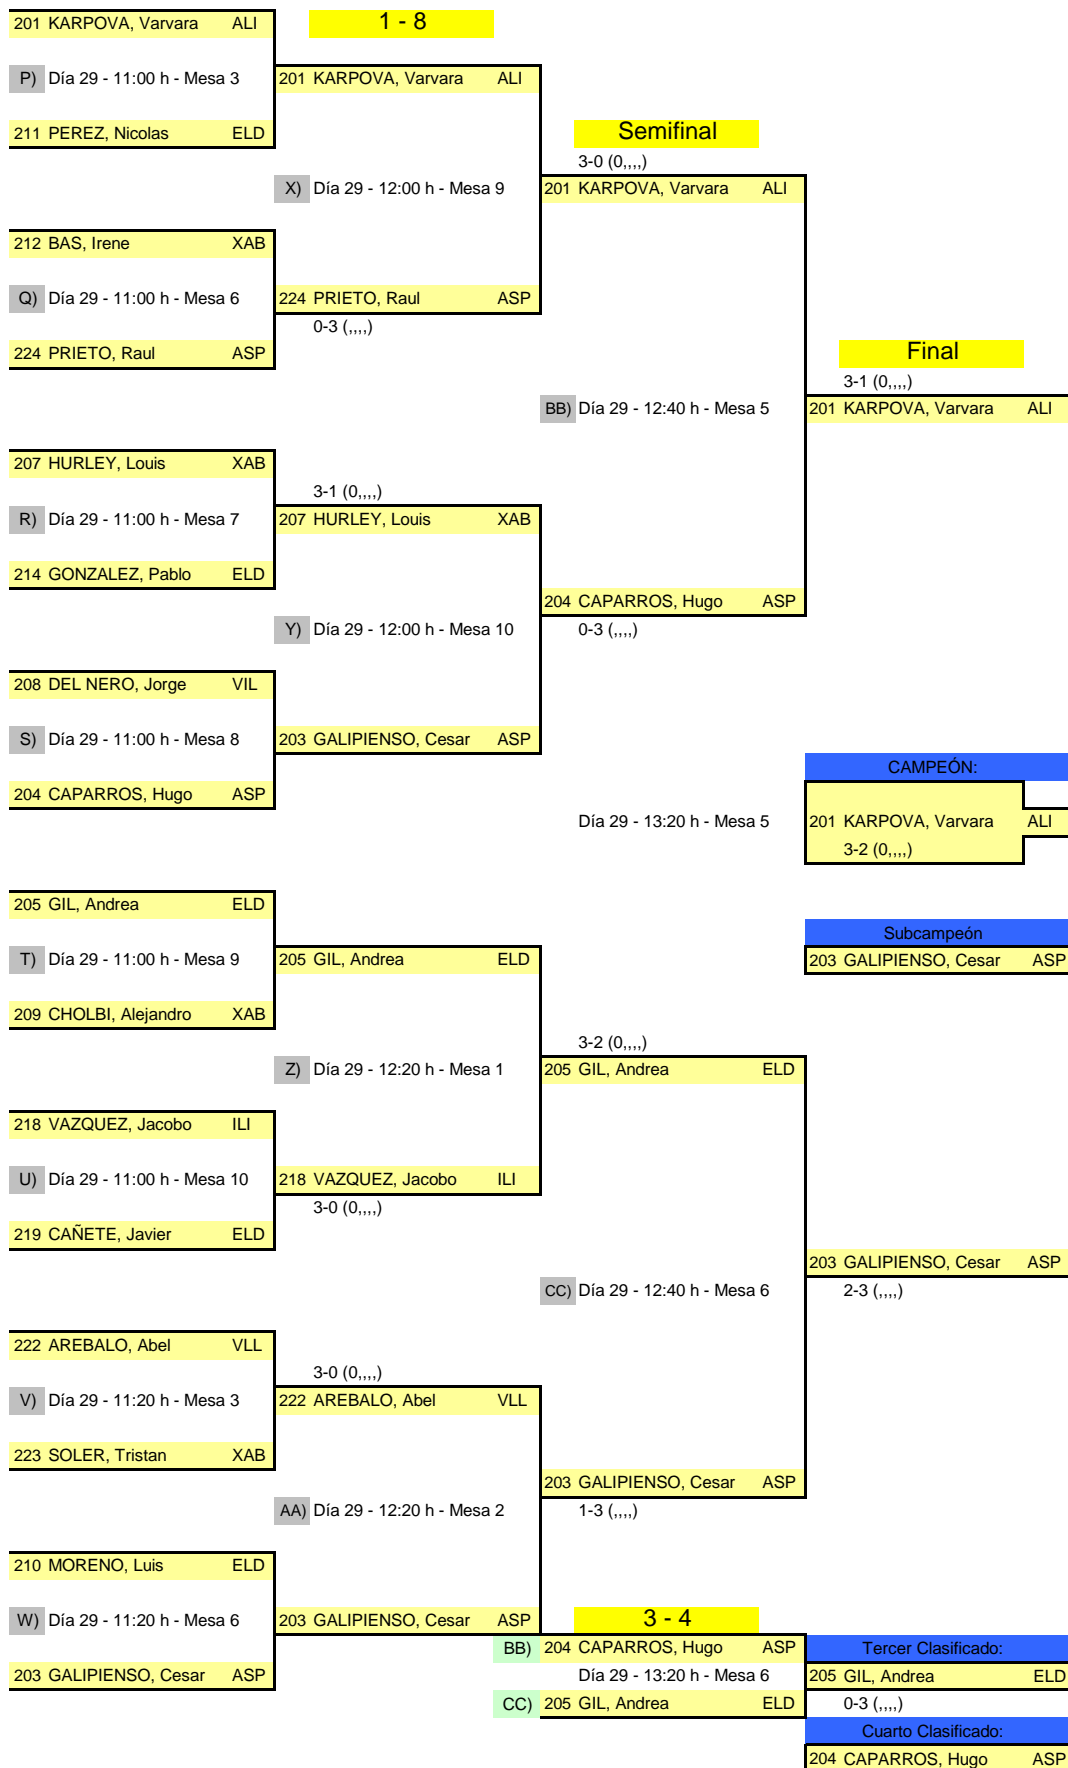 201 KARPOVA, Varvara ALI
1 - 8
P) Día 29 - 11:00 h - Mesa 3
201 KARPOVA, Varvara ALI
211 PEREZ, Nicolas ELD
Semifinal
3-0 (0,,,,)
X) Día 29 - 12:00 h - Mesa 9
201 KARPOVA, Varvara ALI
212 BAS, Irene XAB
Q) Día 29 - 11:00 h - Mesa 6
224 PRIETO, Raul ASP
0-3 (,,,,)
224 PRIETO, Raul ASP
Final
3-1 (0,,,,)
BB) Día 29 - 12:40 h - Mesa 5
201 KARPOVA, Varvara ALI
207 HURLEY, Louis XAB
3-1 (0,,,,)
R) Día 29 - 11:00 h - Mesa 7
207 HURLEY, Louis XAB
214 GONZALEZ, Pablo ELD
204 CAPARROS, Hugo ASP
Y) Día 29 - 12:00 h - Mesa 10
0-3 (,,,,)
208 DEL NERO, Jorge VIL
S) Día 29 - 11:00 h - Mesa 8
203 GALIPIENSO, Cesar ASP
CAMPEÓN:
204 CAPARROS, Hugo ASP
Día 29 - 13:20 h - Mesa 5
201 KARPOVA, Varvara ALI
3-2 (0,,,,)
205 GIL, Andrea ELD
Subcampeón
T) Día 29 - 11:00 h - Mesa 9
205 GIL, Andrea ELD
203 GALIPIENSO, Cesar ASP
209 CHOLBI, Alejandro XAB
3-2 (0,,,,)
Z) Día 29 - 12:20 h - Mesa 1
205 GIL, Andrea ELD
218 VAZQUEZ, Jacobo ILI
U) Día 29 - 11:00 h - Mesa 10
218 VAZQUEZ, Jacobo ILI
3-0 (0,,,,)
219 CAÑETE, Javier ELD
203 GALIPIENSO, Cesar ASP
CC) Día 29 - 12:40 h - Mesa 6
2-3 (,,,,)
222 AREBALO, Abel VLL
3-0 (0,,,,)
V) Día 29 - 11:20 h - Mesa 3
222 AREBALO, Abel VLL
223 SOLER, Tristan XAB
203 GALIPIENSO, Cesar ASP
AA) Día 29 - 12:20 h - Mesa 2
1-3 (,,,,)
210 MORENO, Luis ELD
W) Día 29 - 11:20 h - Mesa 6
203 GALIPIENSO, Cesar ASP
3 - 4
BB) 204 CAPARROS, Hugo ASP
Tercer Clasificado:
203 GALIPIENSO, Cesar ASP
Día 29 - 13:20 h - Mesa 6
205 GIL, Andrea ELD
CC) 205 GIL, Andrea ELD
0-3 (,,,,)
Cuarto Clasificado:
204 CAPARROS, Hugo ASP